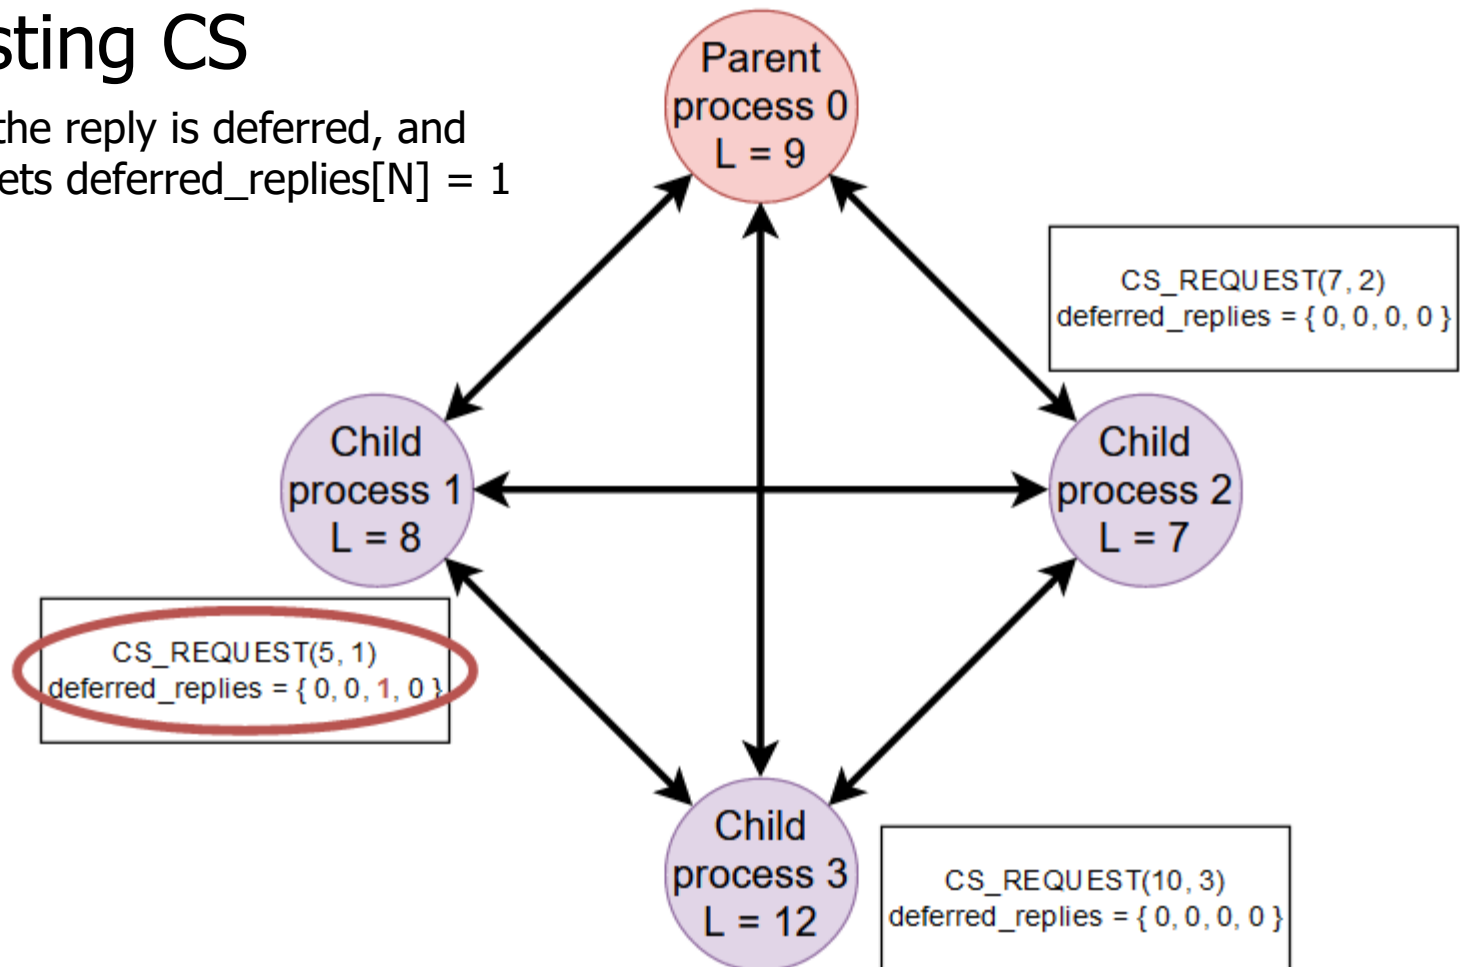 sting CS
the reply is deferred, and
ets deferred_replies[N] = 1
Parent
process 0
L = 9
CS_REQUEST(7, 2)
deferred_replies = { 0, 0, 0, 0 }
Child
process 1
L = 8
Child
process 2
L = 7
CS_REQUEST(5, 1)
deferred_replies = { 0, 0, 1, 0 }
Child
process 3
L = 12
CS_REQUEST(10, 3)
deferred_replies = { 0, 0, 0, 0 }